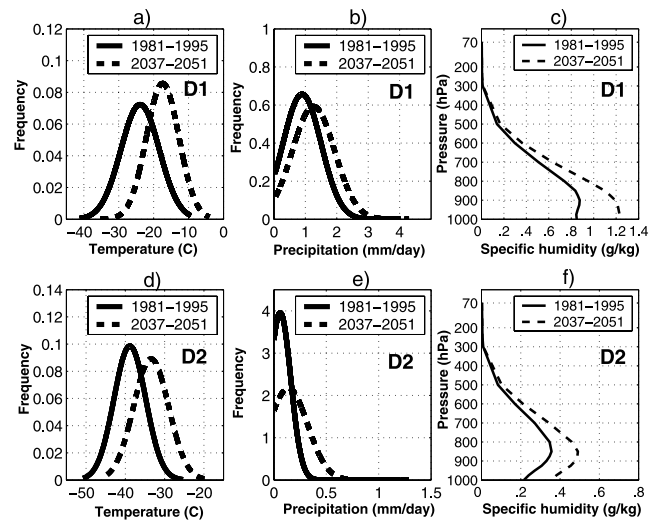 a)
0.12
0.1
0.08
0.06
0.04
0.02
0
Frequency
1981−1995
2037−2051
D1
−40 −30 −20 −10 0
Temperature (C)
b)
1
0.8
0.6
0.4
0.2
0
Frequency
1981−1995
2037−2051
D1
0 1 2 3 4
Precipitation (mm/day)
c)
70
200
300
400
500
600
700
800
900
1000
Pressure (hPa)
1981−1995
2037−2051
D1
0 .2 .4 .6 .8 1 1.2 1.4
Specific humidity (g/kg)
d)
0.14
0.12
0.1
0.08
0.06
0.04
0.02
0
Frequency
1981−1995
2037−2051
D2
−50 −40 −30 −20
Temperature (C)
e)
4
3
2
1
0
Frequency
1981−1995
2037−2051
D2
0 0.5 1 1.5
Precipitation (mm/day)
f)
70
200
300
400
500
600
700
800
900
1000
Pressure (hPa)
1981−1995
2037−2051
D2
0 .2 .4 .6 .8
Specific humidity (g/kg)